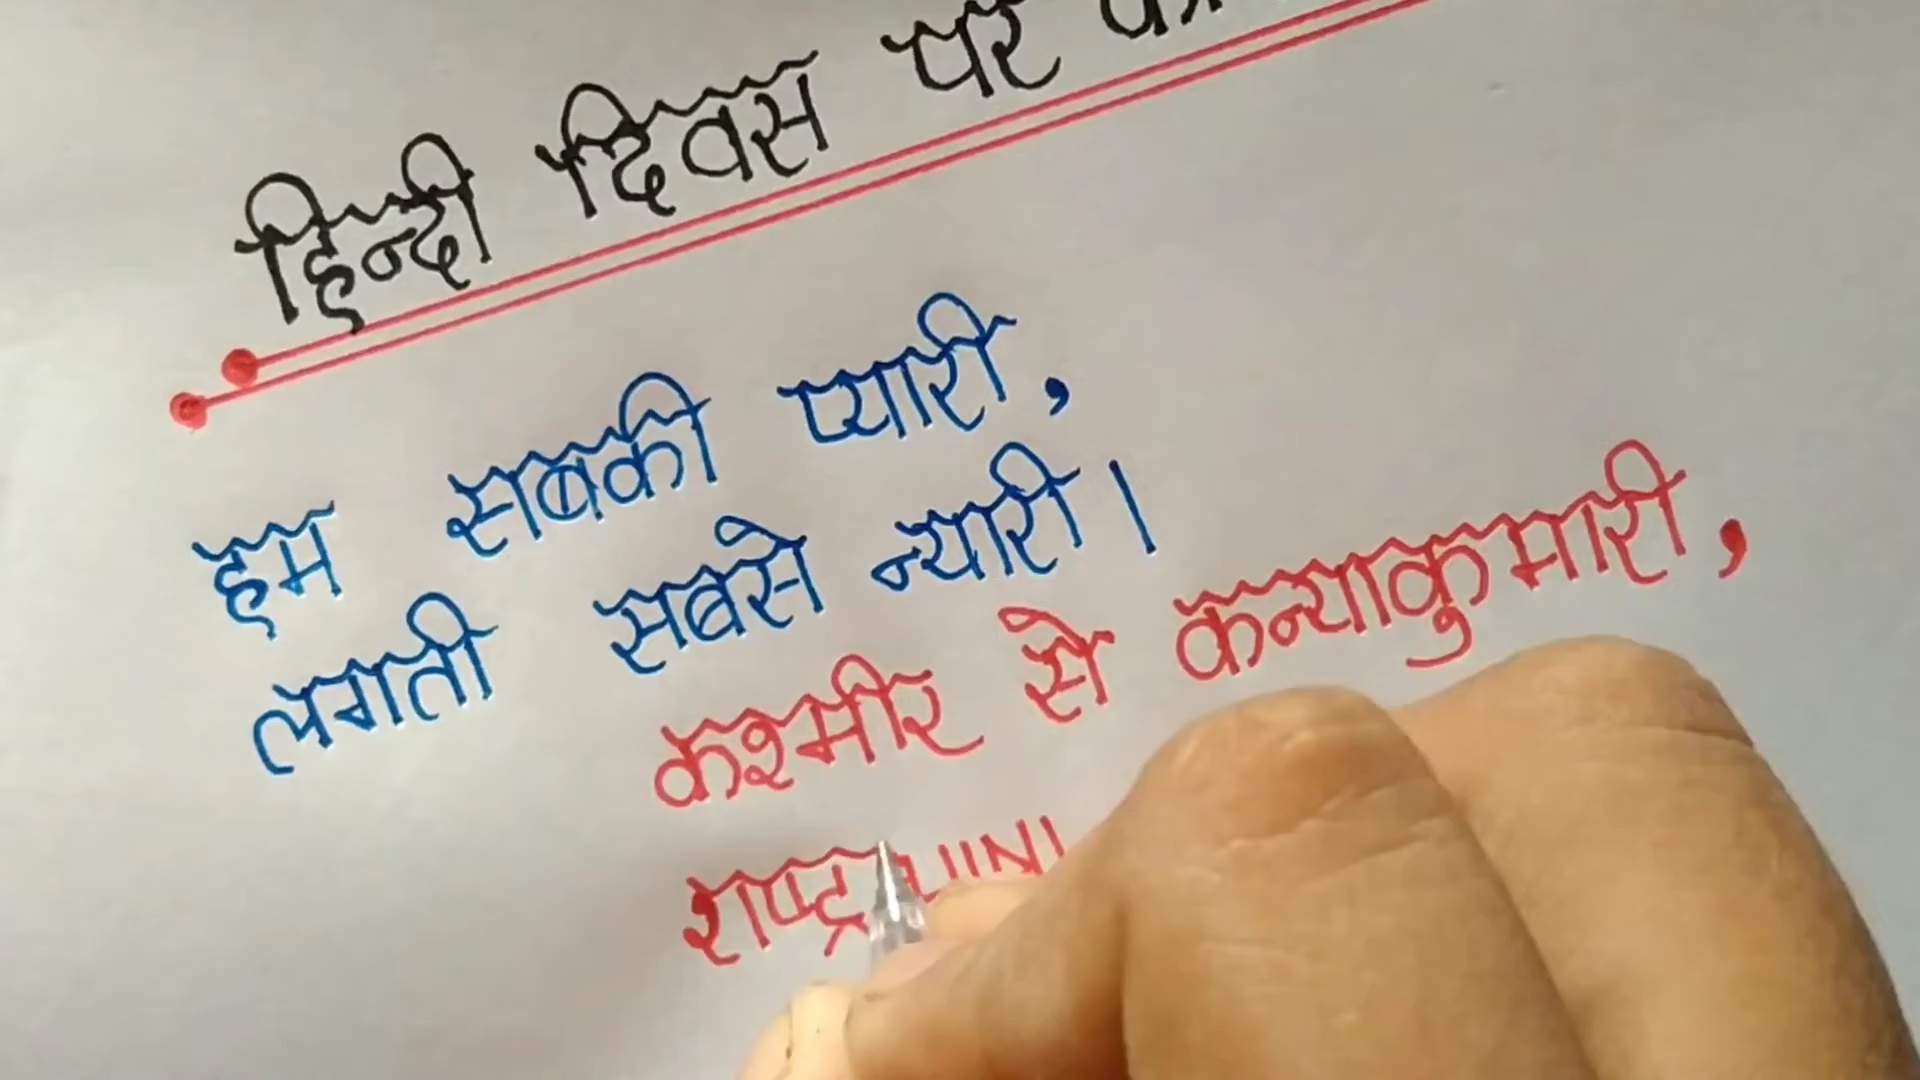 हिन्दी दिवस पर
हम सबकी प्यारी,
लगती सबसे न्यारी।
कश्मीर से कन्याकुमारी,
राष्ट्र